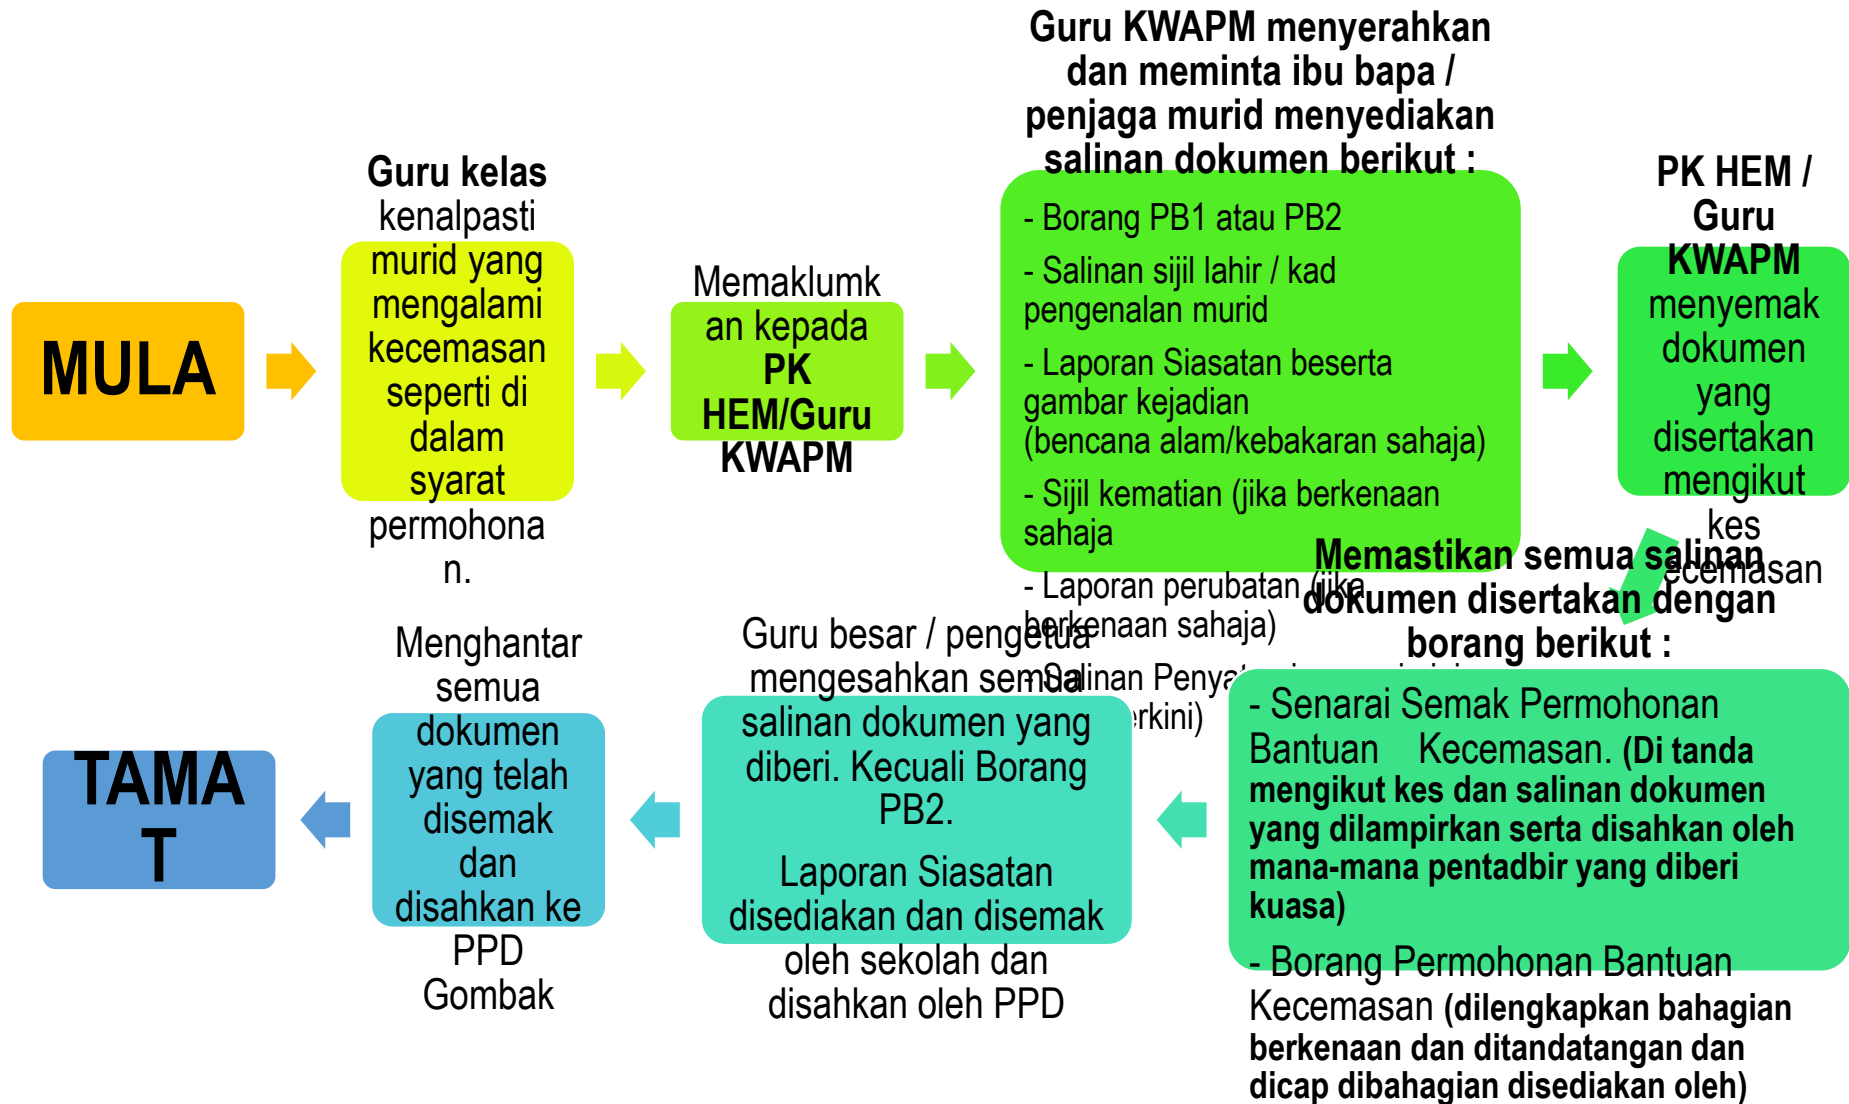 MULA
Guru kelas
kenalpasti
murid yang
mengalami
kecemasan
seperti di
dalam
syarat
permohona
n.
Memaklumk
an kepada
PK
HEM/Guru
KWAPM
Guru KWAPM menyerahkan
dan meminta ibu bapa /
penjaga murid menyediakan
salinan dokumen berikut :
- Borang PB1 atau PB2
- Salinan sijil lahir / kad
pengenalan murid
- Laporan Siasatan beserta
gambar kejadian
(bencana alam/kebakaran sahaja)
- Sijil kematian (jika berkenaan
sahaja
- Laporan perubatan (jika
berkenaan sahaja)
- Salinan
PK HEM /
Guru
KWAPM
menyemak
dokumen
yang
disertakan
mengikut
kes
kecemasan
Memastikan semua salinan
dokumen disertakan dengan
borang berikut :
- Senarai Semak Permohonan
Bantuan Kecemasan. (Di tanda
mengikut kes dan salinan dokumen
yang dilampirkan serta disahkan oleh
mana-mana pentadbir yang diberi
kuasa)
- Borang Permohonan Bantuan
Kecemasan (dilengkapkan bahagian
berkenaan dan ditandatangan dan
dicap dibahagian disediakan oleh)
Guru besar / pengetua
mengesahkan semua
salinan dokumen yang
diberi. Kecuali Borang
PB2.
Laporan Siasatan
disediakan dan disemak
oleh sekolah dan
disahkan oleh PPD
Menghantar
semua
dokumen
yang telah
disemak
dan
disahkan ke
PPD
Gombak
TAMA
T